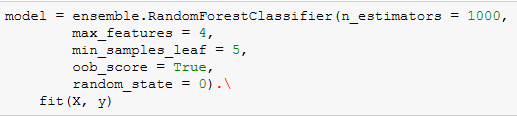 model = ensemble.RandomForestClassifier(n_estimators = 1000,
        max_features = 4,
        min_samples_leaf = 5,
        oob_score = True,
        random_state = 0).\
    fit(X, y)